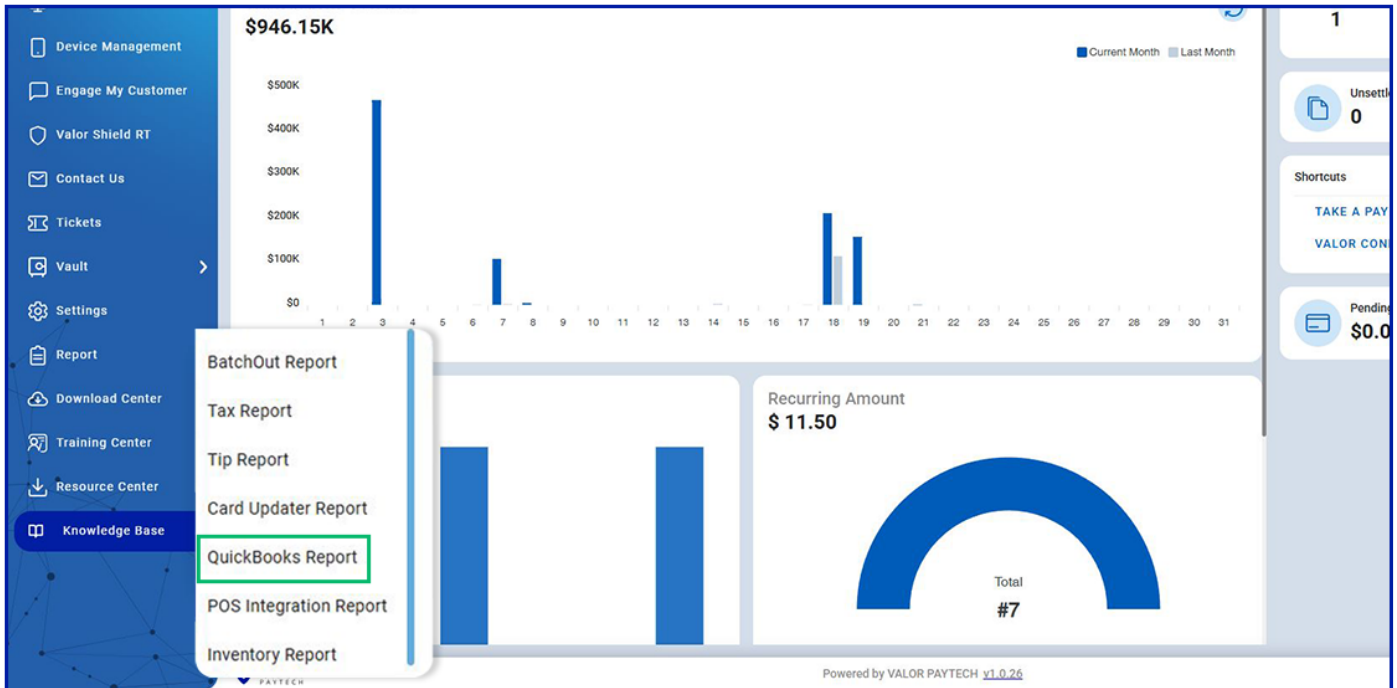 Device Management
Engage My Customer
Valor Shield RT
Contact Us
Tickets
Vault
Settings
Report
Download Center
Training Center
Resource Center
Knowledge Base
BatchOut Report
Tax Report
Tip Report
Card Updater Report
QuickBooks Report
POS Integration Report
Inventory Report
$946.15K
Current Month Last Month
$500K
$400K
$300K
$200K
$100K
$0
1 2 3 4 5 6 7 8 9 10 11 12 13 14 15 16 17 18 19 20 21 22 23 24 25 26 27 28 29 30 31
Recurring Amount
$ 11.50
Total
#7
1
Unsettle
0
Shortcuts
TAKE A PAY
VALOR CON
Pending
$0.0
PAYTECH
Powered by VALOR PAYTECH v1.0.26